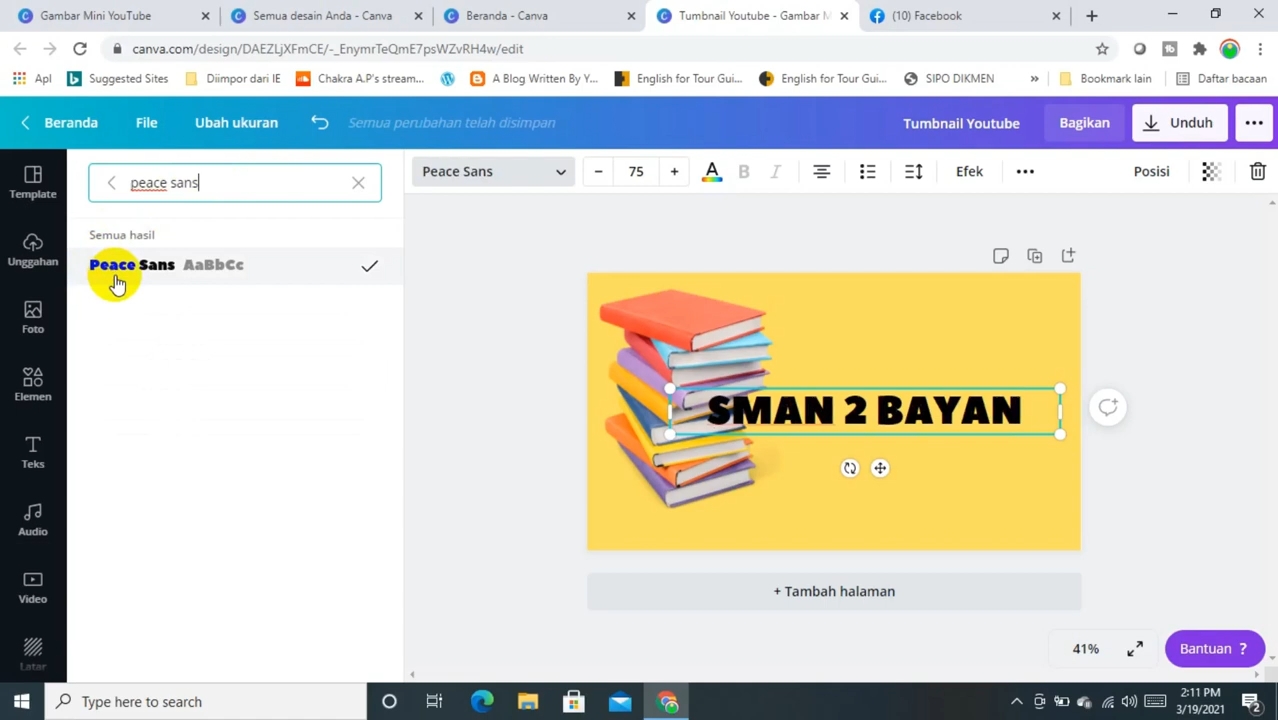 Gambar Mini YouTube
Semua desain Anda - Canva
Beranda - Canva
Tumbnail Youtube - Gambar M
(10) Facebook
canva.com/design/DAEZLjXFmCE/-_EnymrTeQmE7psWZvRH4w/edit
Apl
Suggested Sites
Diimpor dari IE
Chakra A.P's stream...
A Blog Written By Y...
English for Tour Gui...
English for Tour Gui...
SIPO DIKMEN
»
Bookmark lain
Daftar bacaan
Beranda
File
Ubah ukuran
Semua perubahan telah disimpan
Tumbnail Youtube
Bagikan
Unduh
Template
Unggahan
Foto
Elemen
Teks
Audio
Video
Latar
peace sans
Semua hasil
Peace Sans AaBbCc
Peace Sans
– 75 +
A
B
I
Efek
Posisi
SMAN 2 BAYAN
+ Tambah halaman
41%
Bantuan ?
Type here to search
2:11 PM
3/19/2021
2